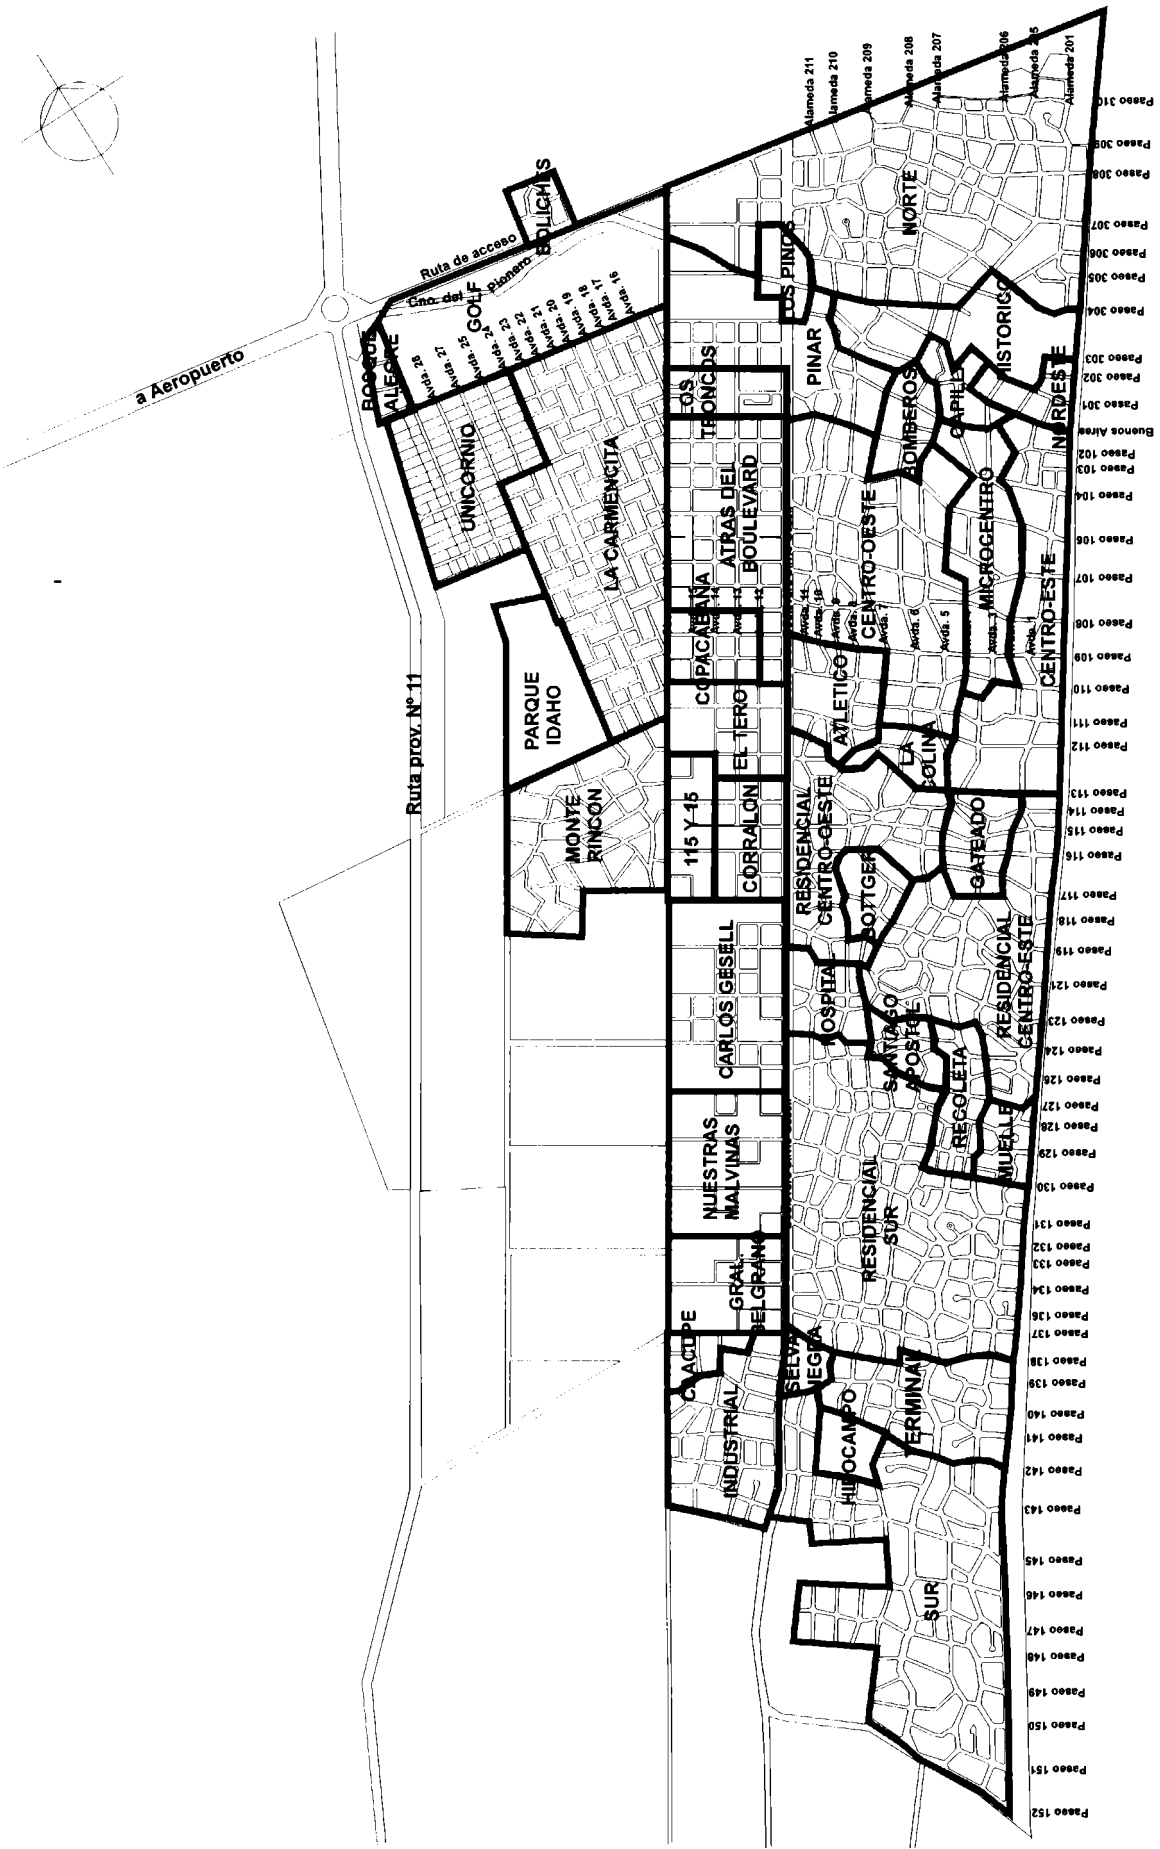 a Aeropuerto
Ruta prov. Nº 11
Ruta de acceso
Cno. del Pionero
BOLICHES
GOLF
BOSQUE
ALEGRE
Avda. 28
Avda. 27
Avda. 25
Avda. 24
Avda. 23
Avda. 22
Avda. 21
Avda. 20
Avda. 19
Avda. 18
Avda. 17
Avda. 16
UNICORNIO
LA CARMENCITA
PARQUE
IDAHO
MONTE
RINCON
LOS
TRONCOS
ATRAS DEL
BOULEVARD
COPACABANA
Avda. 14
Avda. 13
EL TERO
115 Y 15
CORRALON
CARLOS GESELL
NUESTRAS
MALVINAS
GRAL.
BELGRANO
CAACUPE
INDUSTRIAL
Alameda 211
Alameda 210
Alameda 209
Alameda 208
Alameda 207
Alameda 206
Alameda 205
Alameda 201
NORTE
LOS PINOS
PINAR
HISTORICO
NORDESTE
CAPILLA
BOMBEROS
CENTRO-OESTE
MICROCENTRO
CENTRO-ESTE
Avda. 11
Avda. 10
Avda. 9
Avda. 8
Avda. 7
Avda. 6
Avda. 5
Avda. 3
Avda. 1
ATLETICO
LA
COLINA
RESIDENCIAL
CENTRO-OESTE
BOTTGER
GATEADO
RESIDENCIAL
CENTRO-ESTE
HOSPITAL
SANTIAGO
APOSTOL
RECOLETA
MUELLE
RESIDENCIAL
SUR
SELVA
NEGRA
TERMINAL
HIPOCAMPO
SUR
Paseo 310
Paseo 309
Paseo 308
Paseo 307
Paseo 306
Paseo 305
Paseo 304
Paseo 303
Paseo 302
Paseo 301
Buenos Aires
Paseo 102
Paseo 103
Paseo 104
Paseo 105
Paseo 107
Paseo 108
Paseo 109
Paseo 110
Paseo 111
Paseo 112
Paseo 113
Paseo 114
Paseo 115
Paseo 116
Paseo 117
Paseo 118
Paseo 119
Paseo 121
Paseo 123
Paseo 124
Paseo 126
Paseo 127
Paseo 128
Paseo 129
Paseo 130
Paseo 131
Paseo 132
Paseo 133
Paseo 134
Paseo 136
Paseo 137
Paseo 138
Paseo 139
Paseo 140
Paseo 141
Paseo 142
Paseo 143
Paseo 145
Paseo 146
Paseo 147
Paseo 148
Paseo 149
Paseo 150
Paseo 151
Paseo 152